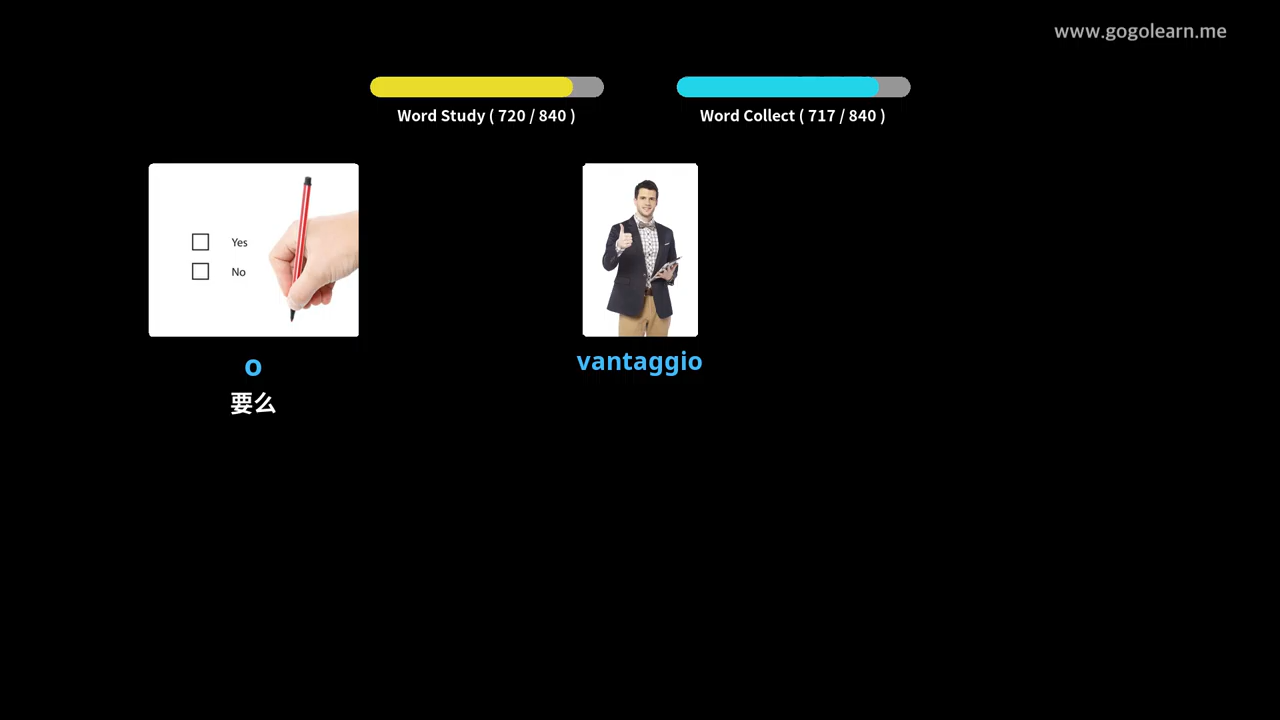 www.gogolearn.me
Word Study ( 720 / 840 )
Word Collect ( 717 / 840 )
Yes
No
o
要么
vantaggio